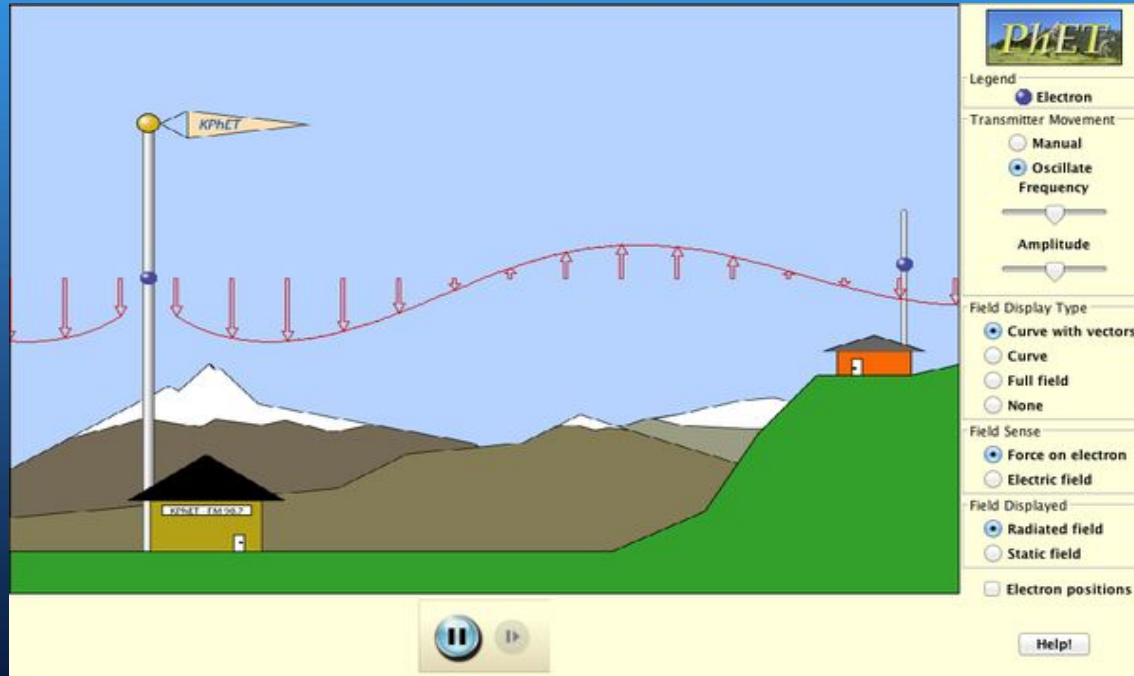 PhET
Legend
Electron
Transmitter Movement
Manual
Oscillate
Frequency
Amplitude
Field Display Type
Curve with vectors
Curve
Full field
None
Field Sense
Force on electron
Electric field
Field Displayed
Radiated field
Static field
Electron positions
Help!
KPhET
KPhET - FM 98.7